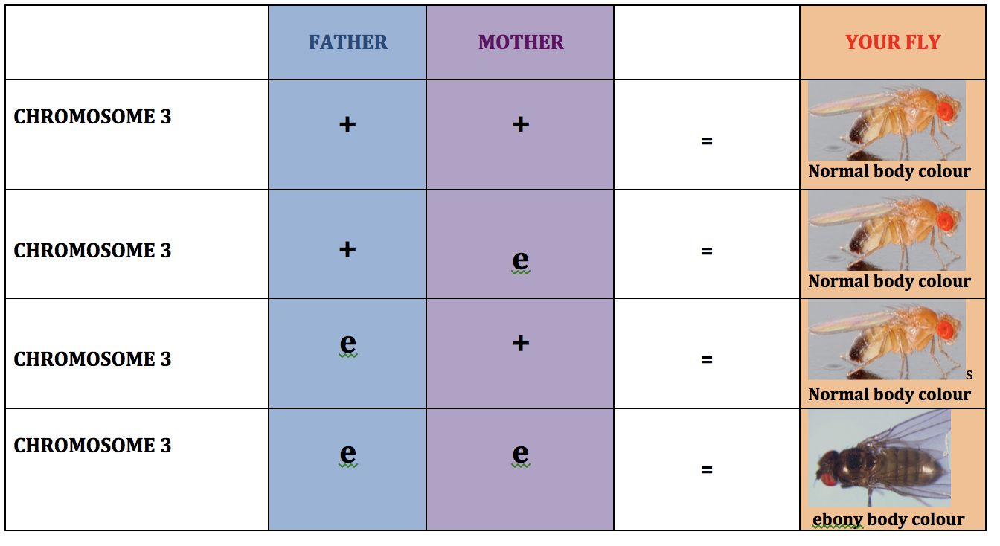 FATHER MOTHER YOUR FLY
CHROMOSOME 3 + + =
Normal body colour
CHROMOSOME 3 + e =
Normal body colour
CHROMOSOME 3 e + = s
Normal body colour
CHROMOSOME 3 e e =
ebony body colour